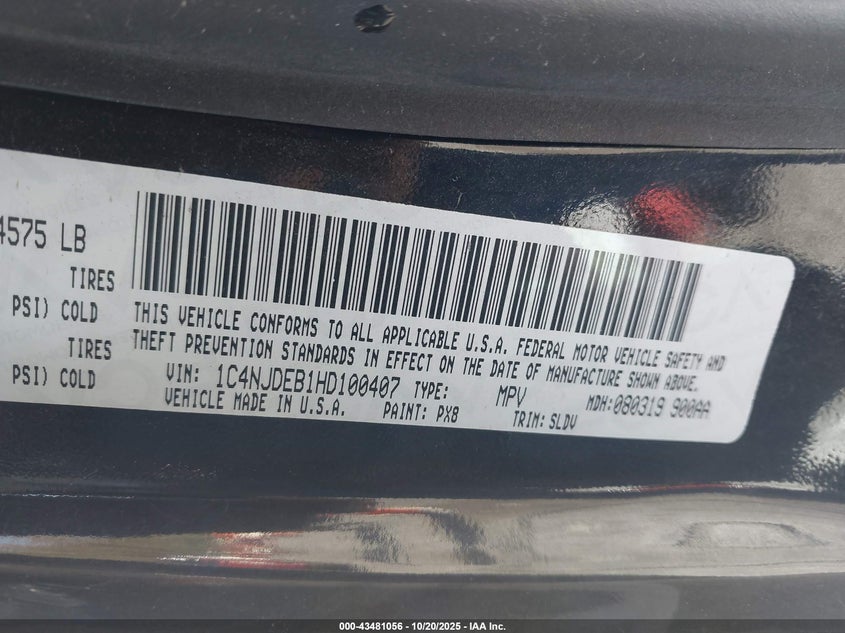 4575 LB
TIRES
PSI) COLD
TIRES
PSI) COLD
THIS VEHICLE CONFORMS TO ALL APPLICABLE U.S.A. FEDERAL MOTOR VEHICLE SAFETY AND
THEFT PREVENTION STANDARDS IN EFFECT ON THE DATE OF MANUFACTURE SHOWN ABOVE.
VIN: 1C4NJDEB1HD100407 TYPE: MPV MDH:080319 900AA
VEHICLE MADE IN U.S.A. PAINT: PX8 TRIM: SLDV
000-43481056 - 10/20/2025 - IAA Inc.